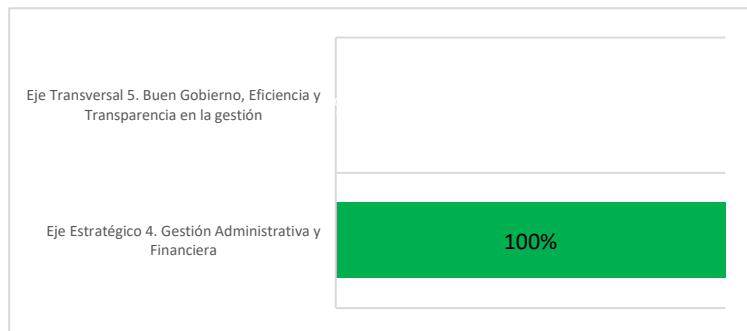 Eje Transversal 5. Buen Gobierno, Eficiencia y
Transparencia en la gestión
Eje Estratégico 4. Gestión Administrativa y
Financiera
100%